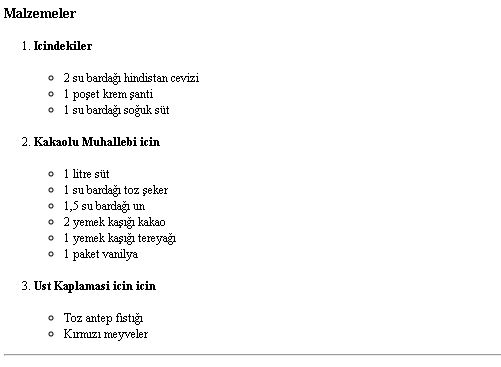 Malzemeler
1. Icindekiler
2 su bardağı hindistan cevizi
1 poşet krem şanti
1 su bardağı soğuk süt
2. Kakaolu Muhallebi icin
1 litre süt
1 su bardağı toz şeker
1,5 su bardağı un
2 yemek kaşığı kakao
1 yemek kaşığı tereyağı
1 paket vanilya
3. Ust Kaplamasi icin icin
Toz antep fıstığı
Kırmızı meyveler